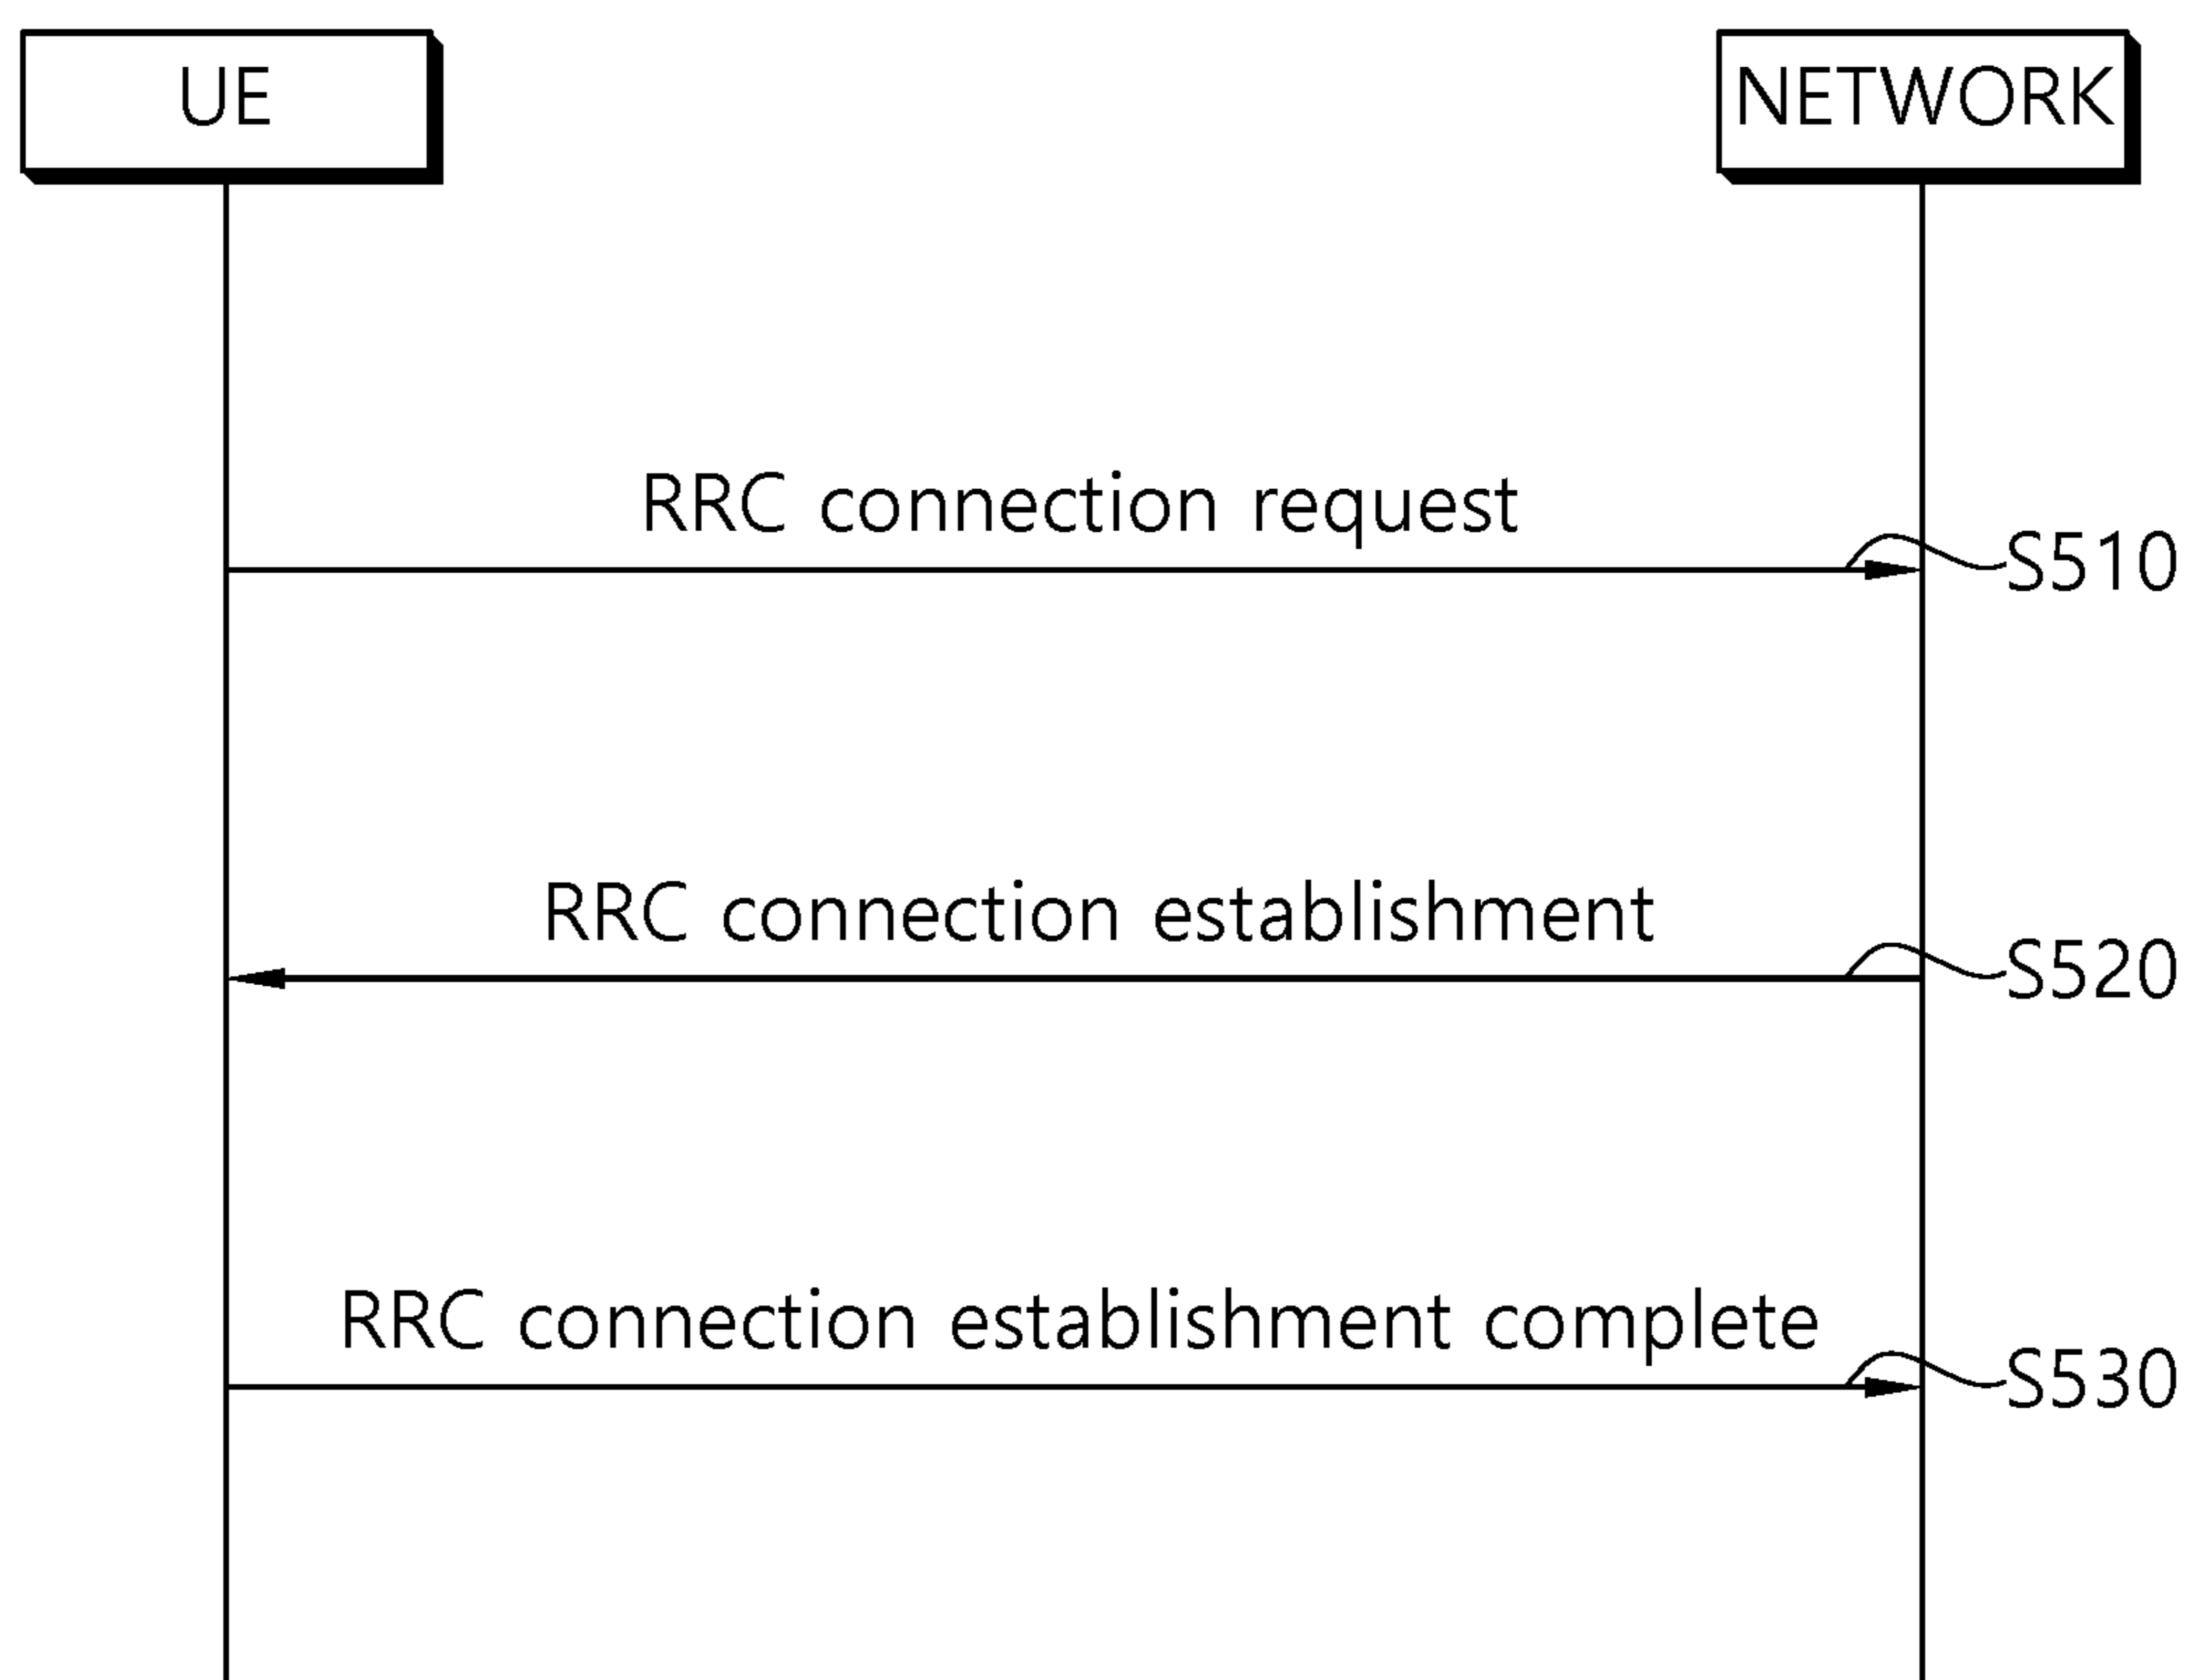 UE
NETWORK
RRC connection request
S510
RRC connection establishment
S520
RRC connection establishment complete
S530